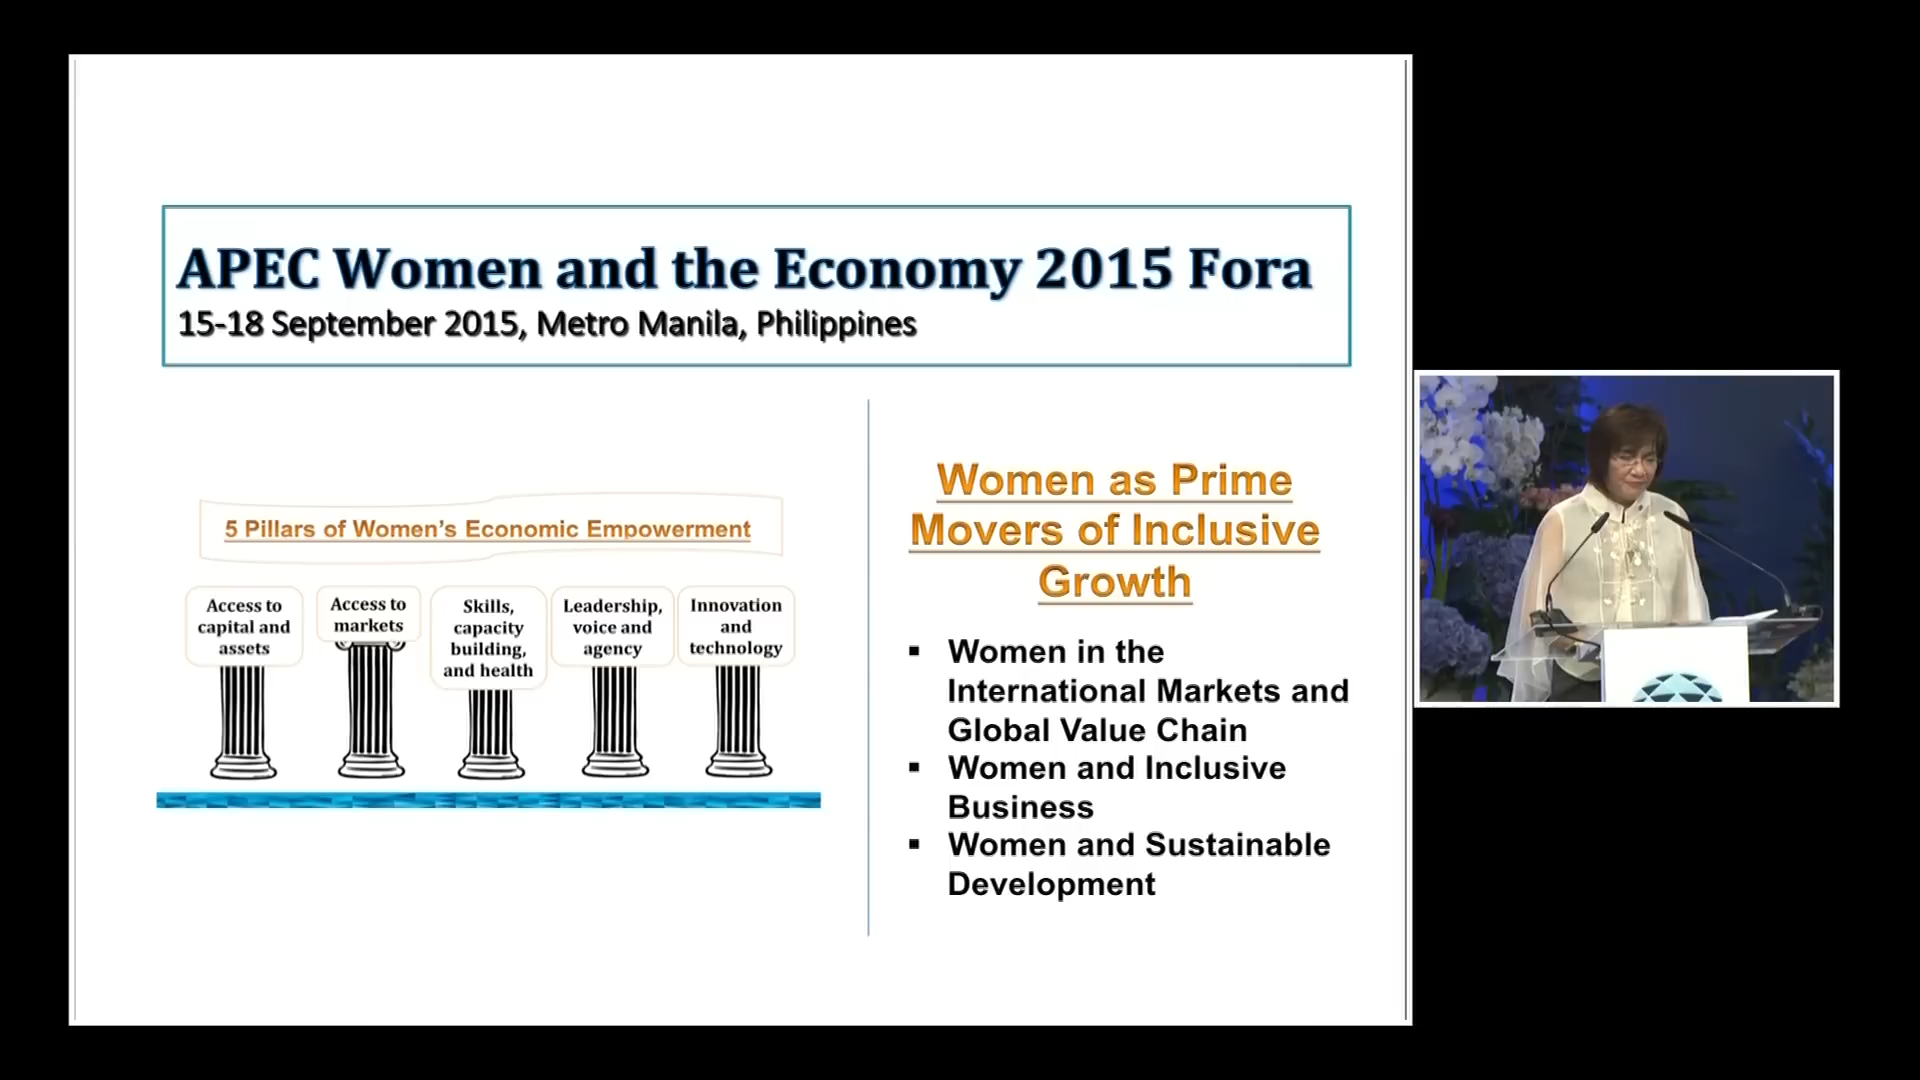 APEC Women and the Economy 2015 Fora
15-18 September 2015, Metro Manila, Philippines
5 Pillars of Women's Economic Empowerment
Access to
capital and
assets
Access to
markets
Skills,
capacity
building,
and health
Leadership,
voice and
agency
Innovation
and
technology
Women as Prime
Movers of Inclusive
Growth
▪ Women in the
International Markets and
Global Value Chain
▪ Women and Inclusive
Business
▪ Women and Sustainable
Development